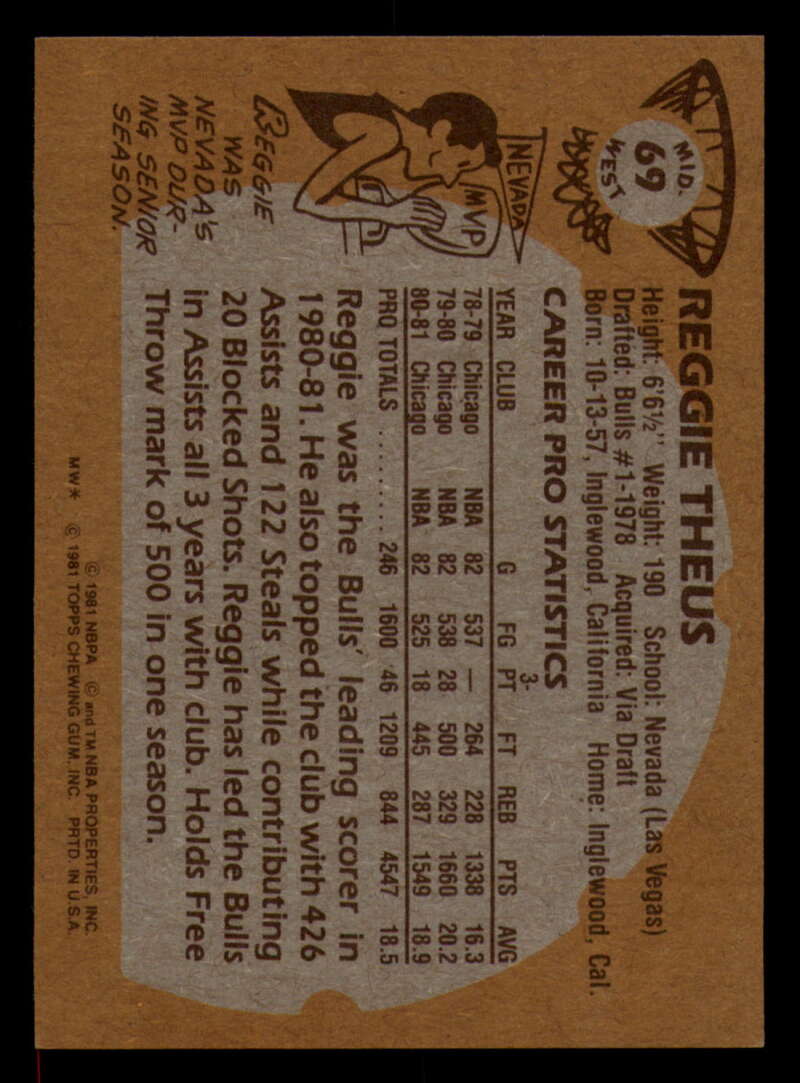 MID.
69
WEST
REGGIE THEUS
Height: 6'6½" Weight: 190 School: Nevada (Las Vegas)
Drafted: Bulls #1-1978 Acquired: Via Draft
Born: 10-13-57, Inglewood, California Home: Inglewood, Cal.
CAREER PRO STATISTICS
YEAR CLUB G FG 3-PT FT REB PTS AVG
78-79 Chicago NBA 82 537 — 264 228 1338 16.3
79-80 Chicago NBA 82 538 28 500 329 1660 20.2
80-81 Chicago NBA 82 525 18 445 287 1549 18.9
PRO TOTALS .......... 246 1600 46 1209 844 4547 18.5
NEVADA
MVP
REGGIE
WAS
NEVADA'S
MVP DUR-
ING SENIOR
SEASON.
Reggie was the Bulls' leading scorer in
1980-81. He also topped the club with 426
Assists and 122 Steals while contributing
20 Blocked Shots. Reggie has led the Bulls
in Assists all 3 years with club. Holds Free
Throw mark of 500 in one season.
© 1981 NBPA © and TM NBA PROPERTIES, INC.
MW* © 1981 TOPPS CHEWING GUM, INC. PRTD. IN U.S.A.